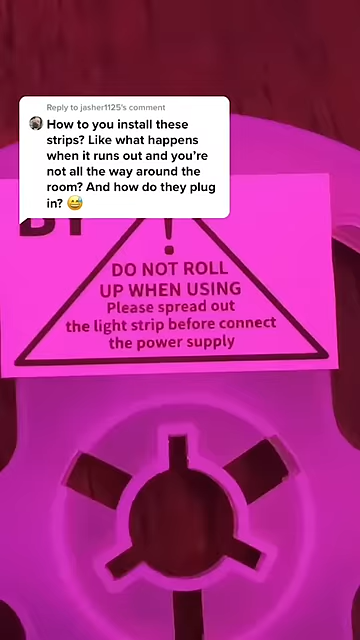 Reply to jasher1125's comment
How to you install these
strips? Like what happens
when it runs out and you're
not all the way around the
room? And how do they plug
in? 😅
!
DO NOT ROLL
UP WHEN USING
Please spread out
the light strip before connect
the power supply